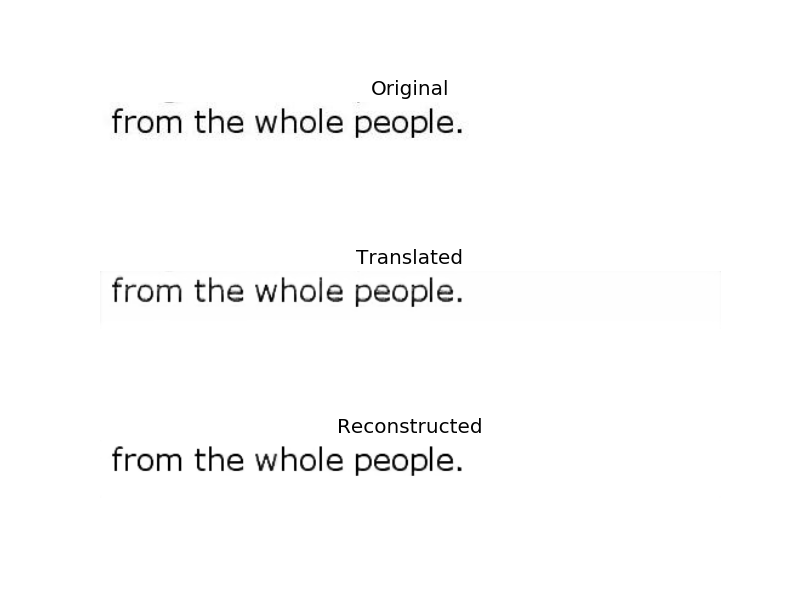 Original
from the whole people.
Translated
from the whole people.
Reconstructed
from the whole people.